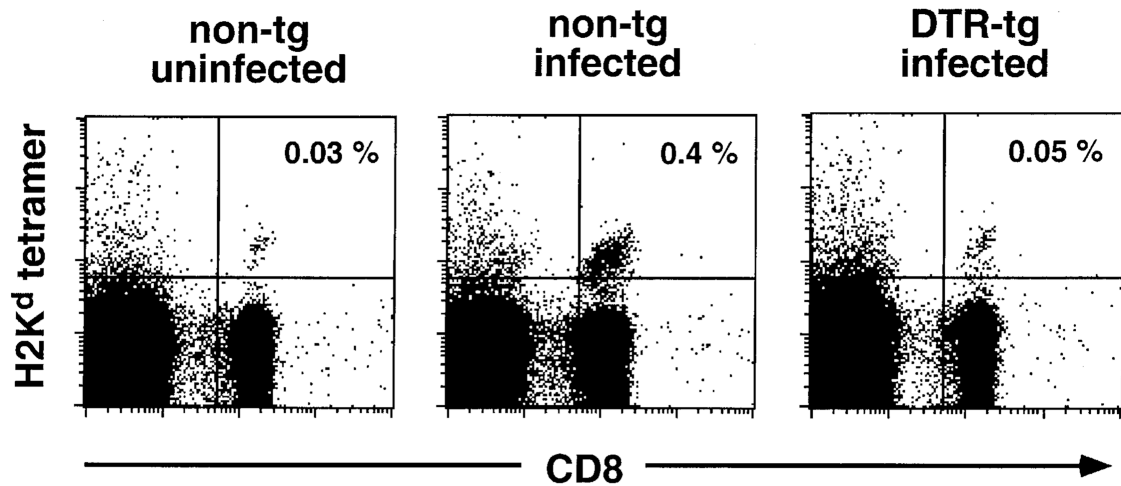 non-tg
uninfected
non-tg
infected
DTR-tg
infected
H2Kd tetramer
0.03 %
0.4 %
0.05 %
CD8